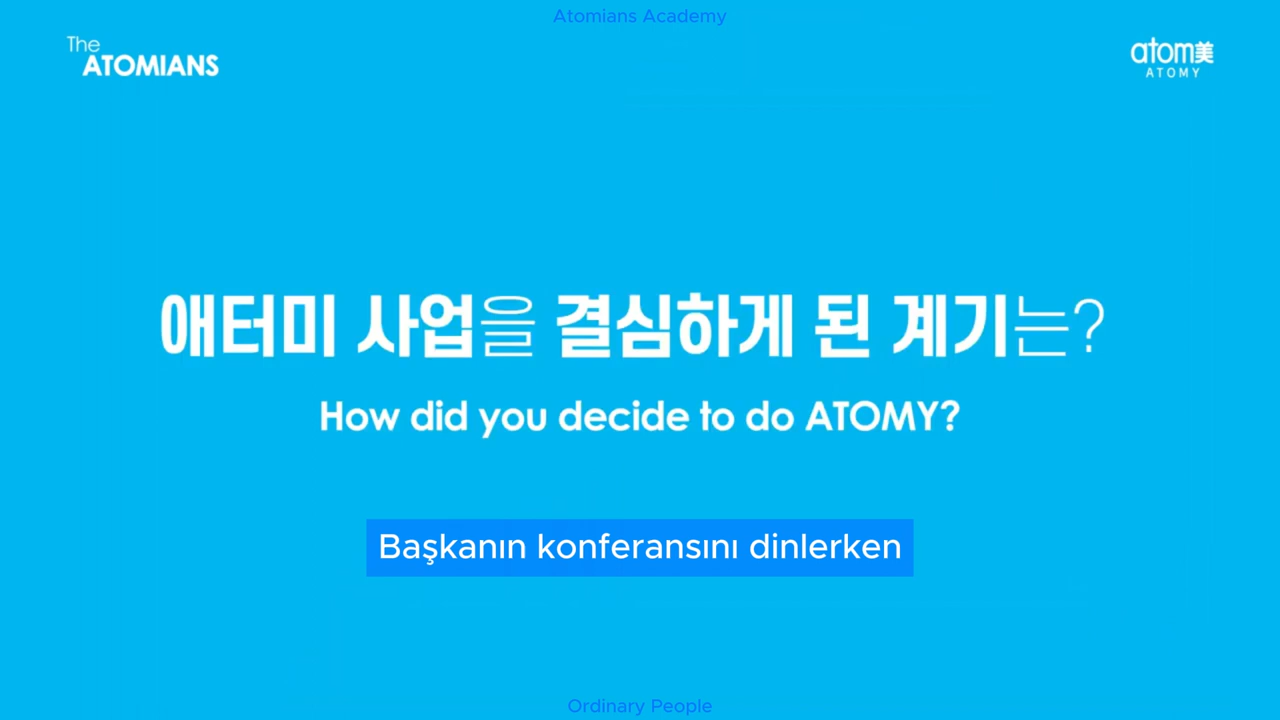 Atomians Academy
The
ATOMIANS
atom美
ATOMY
애터미 사업을 결심하게 된 계기는?
How did you decide to do ATOMY?
Başkanın konferansını dinlerken
Ordinary People